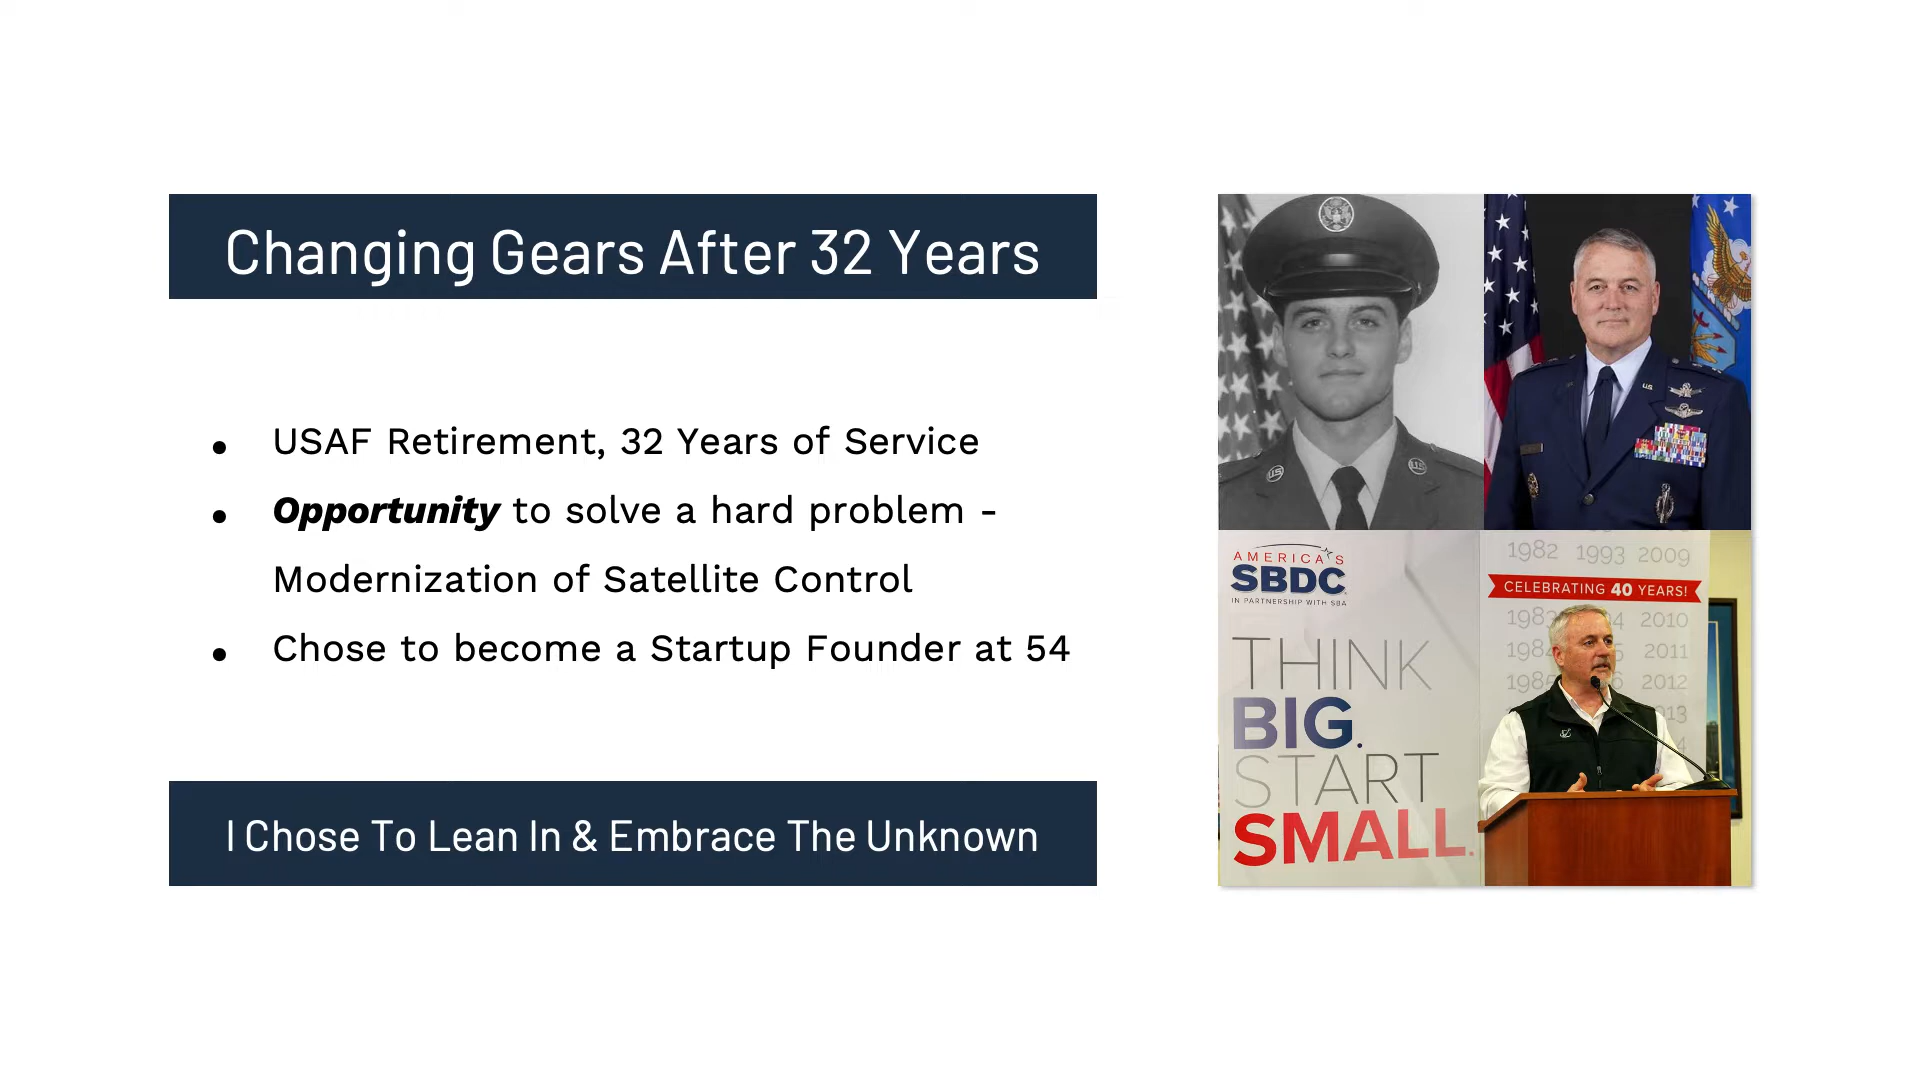 Changing Gears After 32 Years
• USAF Retirement, 32 Years of Service
• Opportunity to solve a hard problem -
Modernization of Satellite Control
• Chose to become a Startup Founder at 54
I Chose To Lean In & Embrace The Unknown
U.S.
AMERICA'S
SBDC
IN PARTNERSHIP WITH SBA
THINK
BIG.
START
SMALL.
1982 1993 2009
CELEBRATING 40 YEARS!
1983 2010
2011
2012